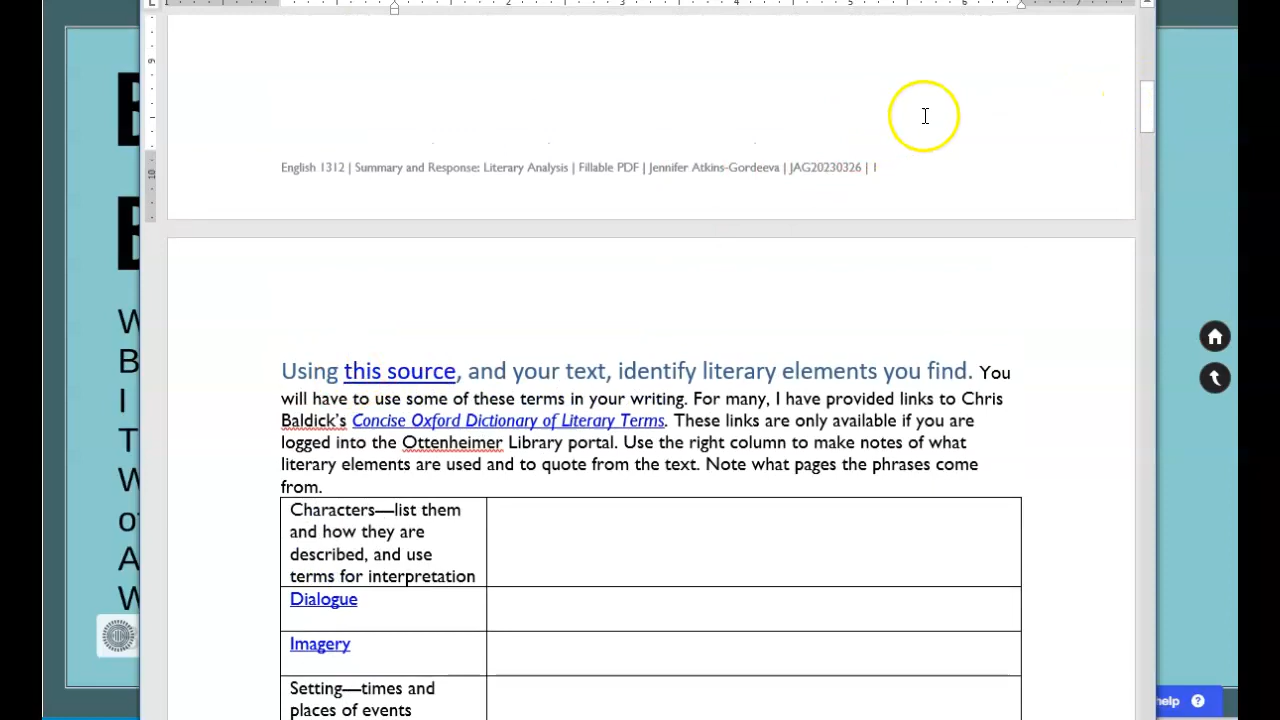 English 1312 | Summary and Response: Literary Analysis | Fillable PDF | Jennifer Atkins-Gordeeva | JAG20230326 | 1
Using this source, and your text, identify literary elements you find. You
will have to use some of these terms in your writing. For many, I have provided links to Chris
Baldick's Concise Oxford Dictionary of Literary Terms. These links are only available if you are
logged into the Ottenheimer Library portal. Use the right column to make notes of what
literary elements are used and to quote from the text. Note what pages the phrases come
from.
Characters—list them
and how they are
described, and use
terms for interpretation
Dialogue
Imagery
Setting—times and
places of events
help